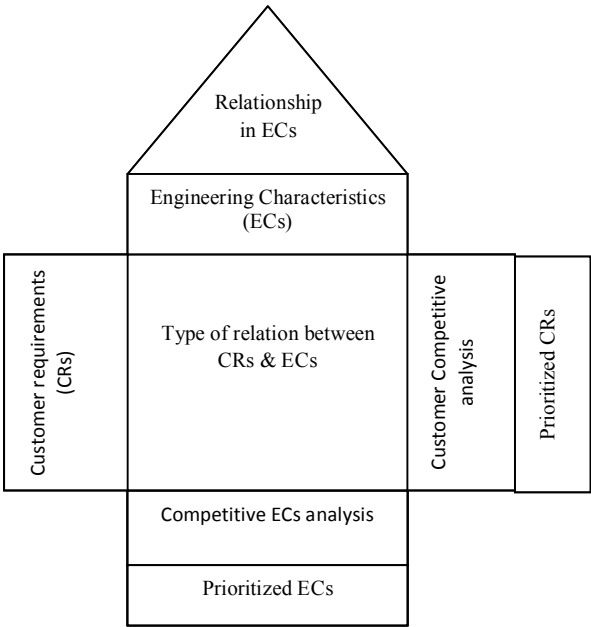 Relationship
in ECs
Engineering Characteristics
(ECs)
Customer requirements
(CRs)
Type of relation between
CRs & ECs
Customer Competitive
analysis
Prioritized CRs
Competitive ECs analysis
Prioritized ECs